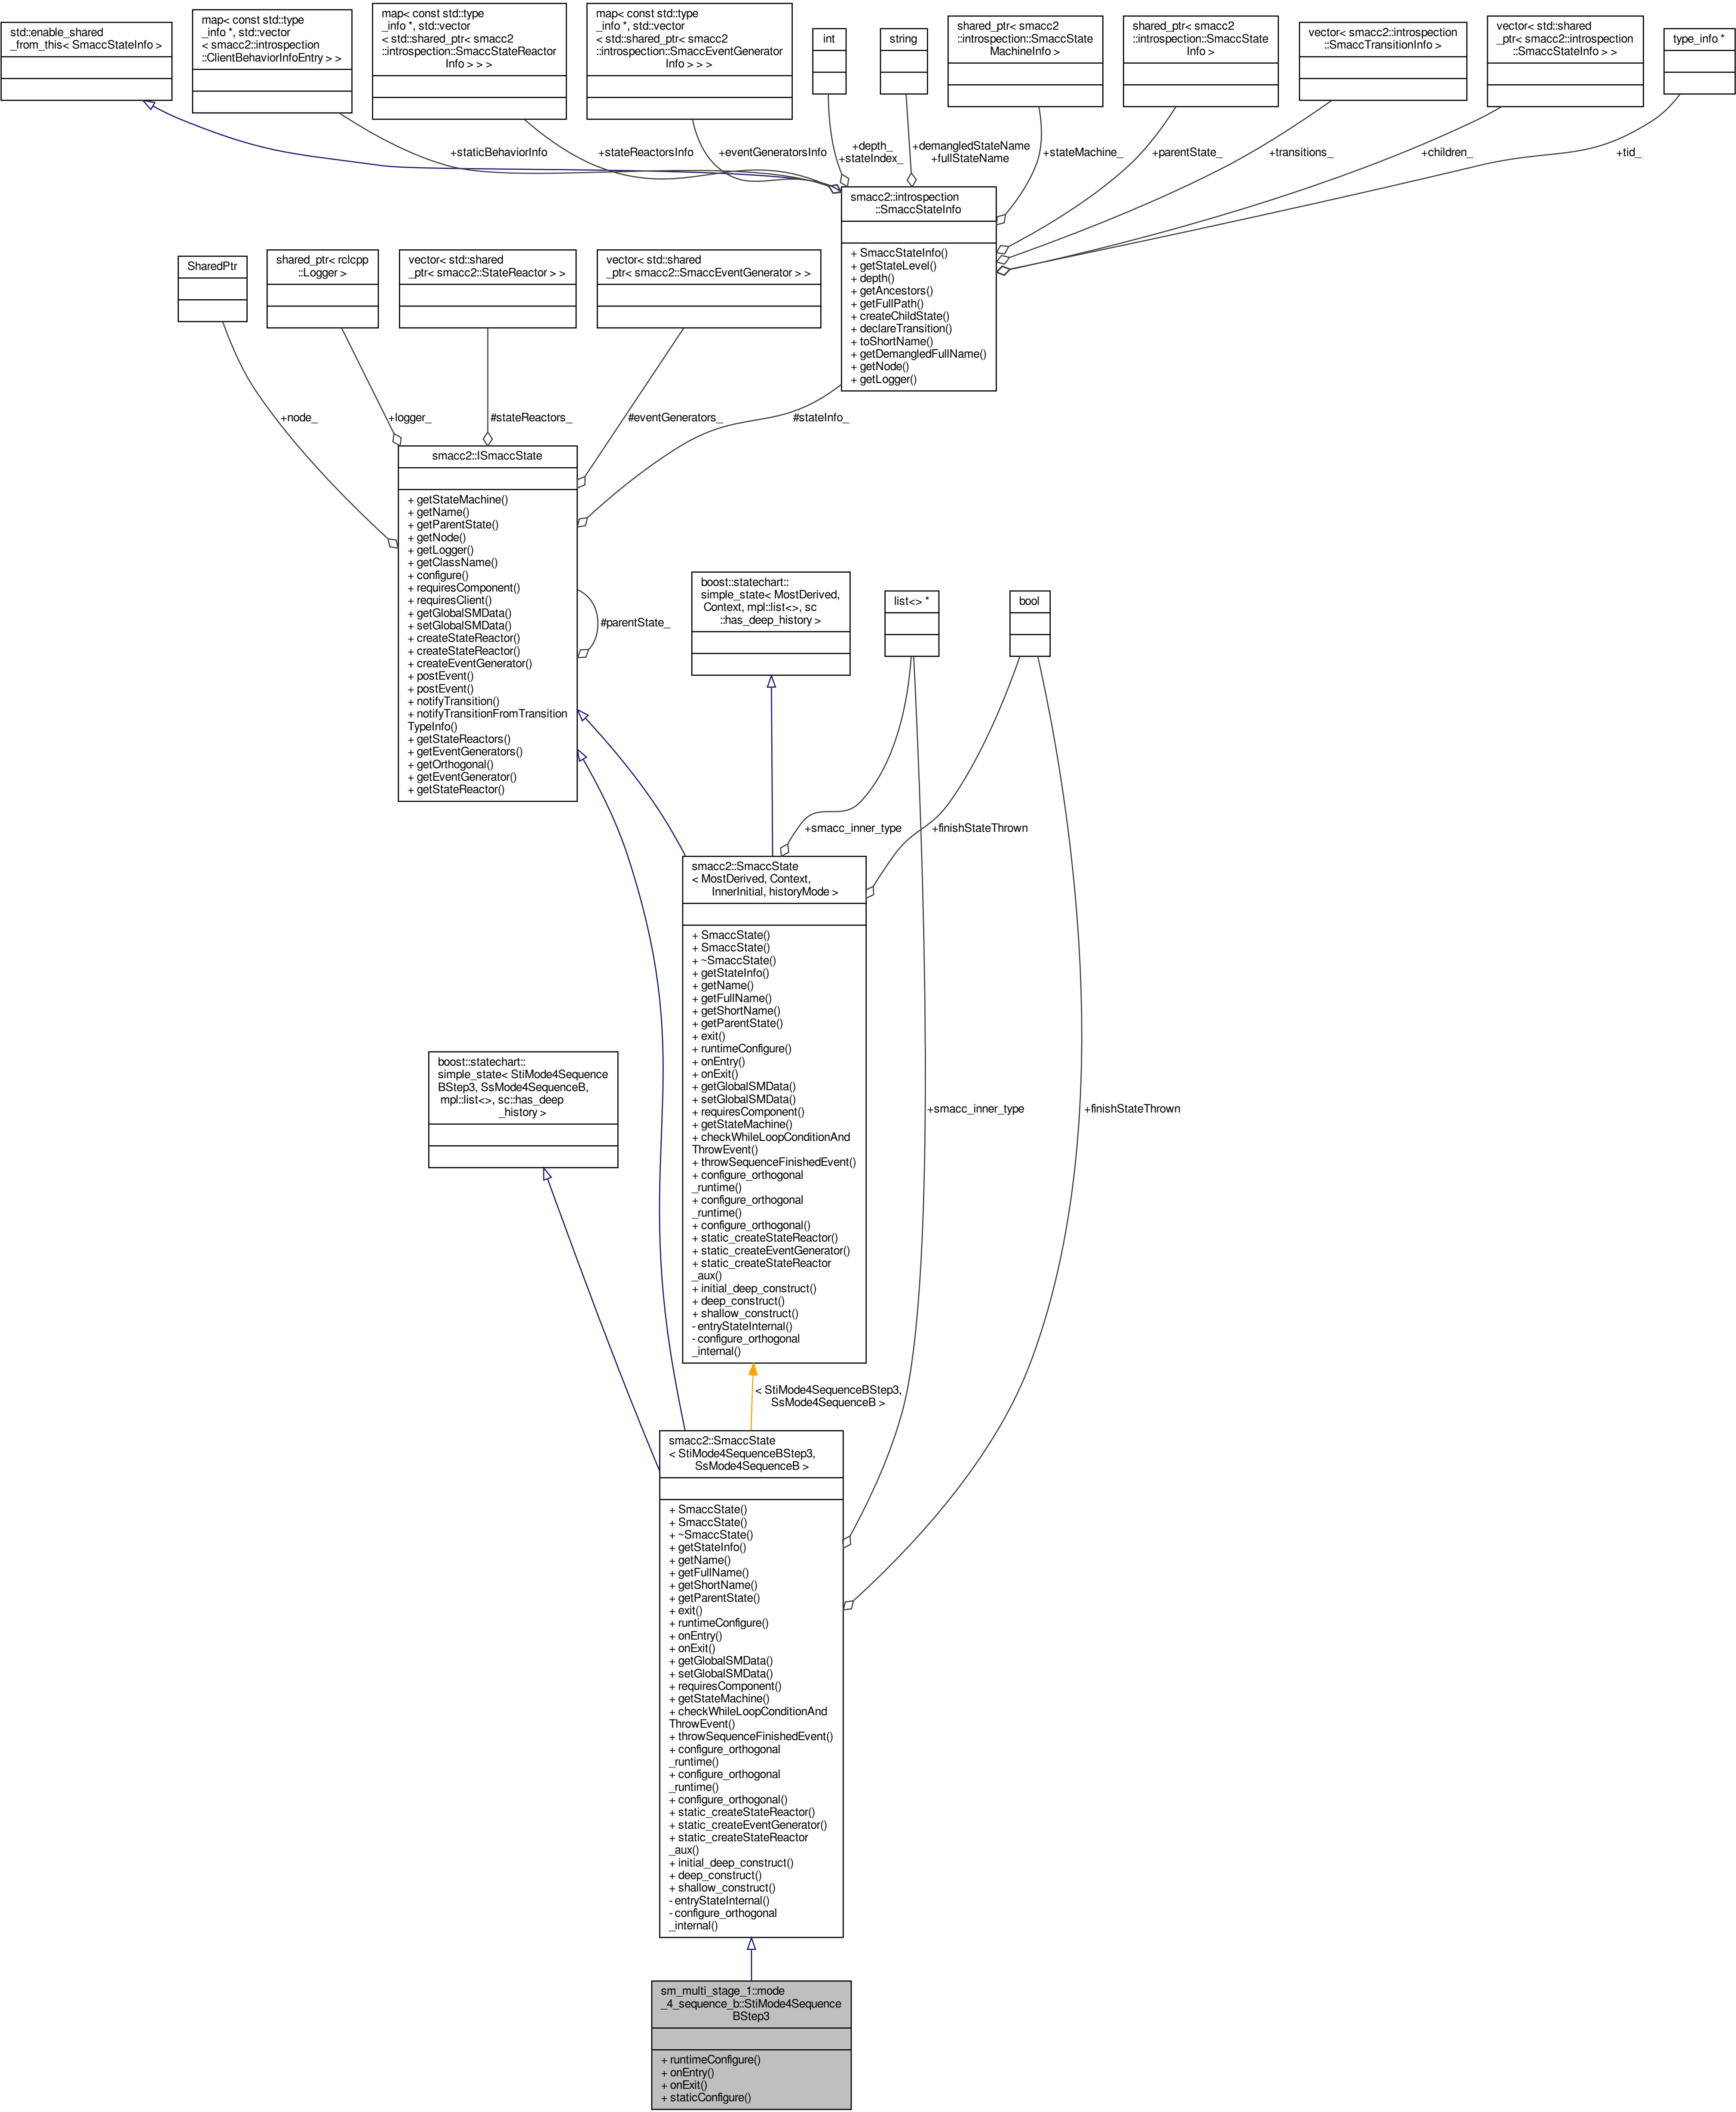 std::enable_shared
_from_this< SmaccStateInfo >
map< const std::type
_info *, std::vector
< smacc2::introspection
::ClientBehaviorInfoEntry > >
map< const std::type
_info *, std::vector
< std::shared_ptr< smacc2
::introspection::SmaccStateReactor
Info > > >
map< const std::type
_info *, std::vector
< std::shared_ptr< smacc2
::introspection::SmaccEventGenerator
Info > > >
int
string
shared_ptr< smacc2
::introspection::SmaccState
MachineInfo >
shared_ptr< smacc2
::introspection::SmaccState
Info >
vector< smacc2::introspection
::SmaccTransitionInfo >
vector< std::shared
_ptr< smacc2::introspection
::SmaccStateInfo > >
type_info *
+staticBehaviorInfo
+stateReactorsInfo
+eventGeneratorsInfo
+depth_
+stateIndex_
+demangledStateName
+fullStateName
+stateMachine_
+parentState_
+transitions_
+children_
+tid_
smacc2::introspection
::SmaccStateInfo
+ SmaccStateInfo()
+ getStateLevel()
+ depth()
+ getAncestors()
+ getFullPath()
+ createChildState()
+ declareTransition()
+ toShortName()
+ getDemangledFullName()
+ getNode()
+ getLogger()
SharedPtr
shared_ptr< rclcpp
::Logger >
vector< std::shared
_ptr< smacc2::StateReactor > >
vector< std::shared
_ptr< smacc2::SmaccEventGenerator > >
+node_
+logger_
#stateReactors_
#eventGenerators_
#stateInfo_
smacc2::ISmaccState
+ getStateMachine()
+ getName()
+ getParentState()
+ getNode()
+ getLogger()
+ getClassName()
+ configure()
+ requiresComponent()
+ requiresClient()
+ getGlobalSMData()
+ setGlobalSMData()
+ createStateReactor()
+ createStateReactor()
+ createEventGenerator()
+ postEvent()
+ postEvent()
+ notifyTransition()
+ notifyTransitionFromTransition
TypeInfo()
+ getStateReactors()
+ getEventGenerators()
+ getOrthogonal()
+ getEventGenerator()
+ getStateReactor()
#parentState_
boost::statechart::
simple_state< MostDerived,
Context, mpl::list<>, sc
::has_deep_history >
list<> *
bool
+smacc_inner_type
+finishStateThrown
smacc2::SmaccState
< MostDerived, Context,
InnerInitial, historyMode >
+ SmaccState()
+ SmaccState()
+ ~SmaccState()
+ getStateInfo()
+ getName()
+ getFullName()
+ getShortName()
+ getParentState()
+ exit()
+ runtimeConfigure()
+ onEntry()
+ onExit()
+ getGlobalSMData()
+ setGlobalSMData()
+ requiresComponent()
+ getStateMachine()
+ checkWhileLoopConditionAnd
ThrowEvent()
+ throwSequenceFinishedEvent()
+ configure_orthogonal
_runtime()
+ configure_orthogonal
_runtime()
+ configure_orthogonal()
+ static_createStateReactor()
+ static_createEventGenerator()
+ static_createStateReactor
_aux()
+ initial_deep_construct()
+ deep_construct()
+ shallow_construct()
- entryStateInternal()
- configure_orthogonal
_internal()
boost::statechart::
simple_state< StiMode4Sequence
BStep3, SsMode4SequenceB,
mpl::list<>, sc::has_deep
_history >
+smacc_inner_type
+finishStateThrown
< StiMode4SequenceBStep3,
SsMode4SequenceB >
smacc2::SmaccState
< StiMode4SequenceBStep3,
SsMode4SequenceB >
+ SmaccState()
+ SmaccState()
+ ~SmaccState()
+ getStateInfo()
+ getName()
+ getFullName()
+ getShortName()
+ getParentState()
+ exit()
+ runtimeConfigure()
+ onEntry()
+ onExit()
+ getGlobalSMData()
+ setGlobalSMData()
+ requiresComponent()
+ getStateMachine()
+ checkWhileLoopConditionAnd
ThrowEvent()
+ throwSequenceFinishedEvent()
+ configure_orthogonal
_runtime()
+ configure_orthogonal
_runtime()
+ configure_orthogonal()
+ static_createStateReactor()
+ static_createEventGenerator()
+ static_createStateReactor
_aux()
+ initial_deep_construct()
+ deep_construct()
+ shallow_construct()
- entryStateInternal()
- configure_orthogonal
_internal()
sm_multi_stage_1::mode
_4_sequence_b::StiMode4Sequence
BStep3
+ runtimeConfigure()
+ onEntry()
+ onExit()
+ staticConfigure()